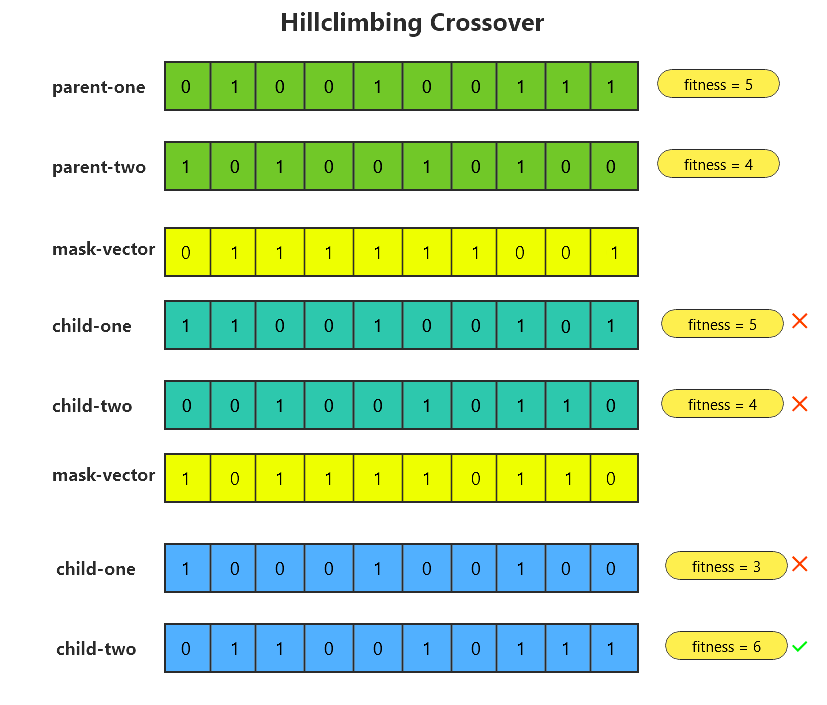 Hillclimbing Crossover
parent-one 0 1 0 0 1 0 0 1 1 1 fitness = 5
parent-two 1 0 1 0 0 1 0 1 0 0 fitness = 4
mask-vector 0 1 1 1 1 1 1 0 0 1
child-one 1 1 0 0 1 0 0 1 0 1 fitness = 5
child-two 0 0 1 0 0 1 0 1 1 0 fitness = 4
mask-vector 1 0 1 1 1 1 0 1 1 0
child-one 1 0 0 0 1 0 0 1 0 0 fitness = 3
child-two 0 1 1 0 0 1 0 1 1 1 fitness = 6